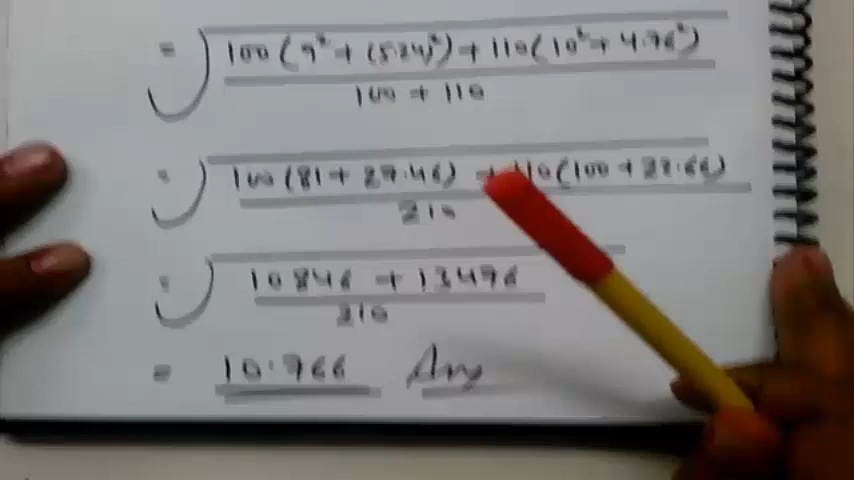 = √ 100 (9² + (5.24)²) + 110 (10² + 4.76²)
100 + 110
= √ 100 (81 + 27.46) + 110 (100 + 22.66)
210
= √ 10846 + 13476
210
= 10.766 Ans